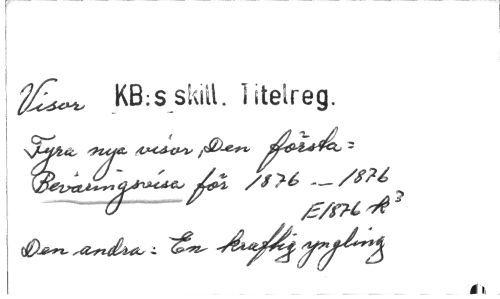 Visor KB:s skill. Titelreg.
Fyra nya visor, Den första:
Beväringsvisa för 1876 — 1876
E1876 k³
Den andra: En kraftig yngling